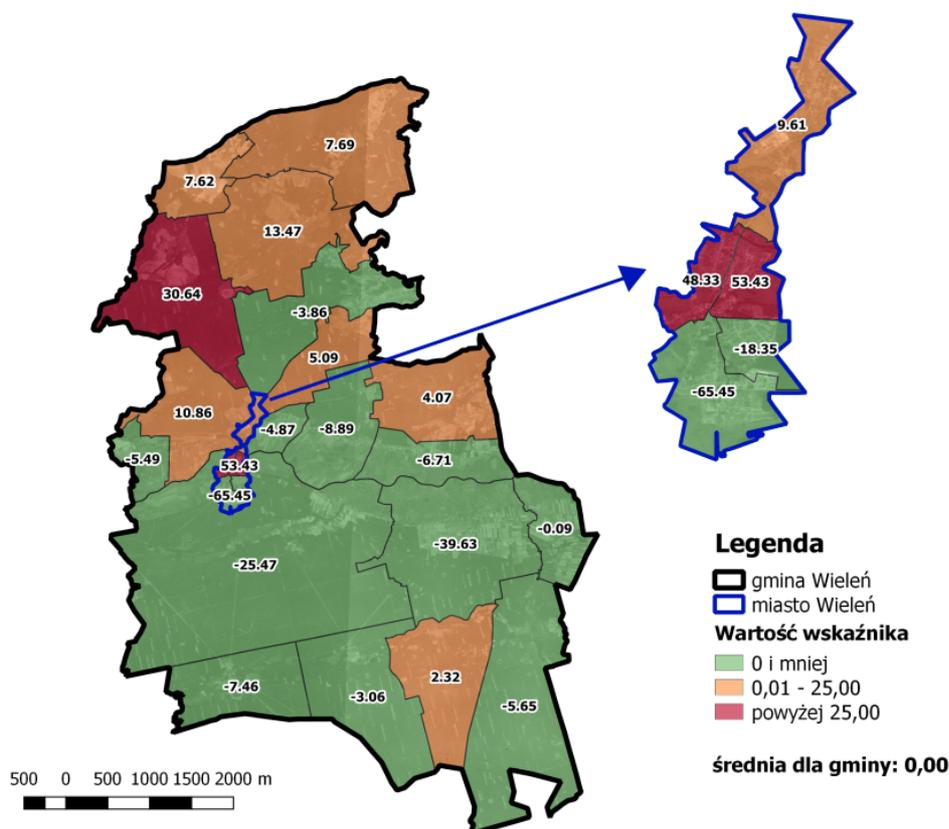 9.61
7.69
7.62
13.47
48.33 53.43
30.64
-3.86
-18.35
5.09
-65.45
4.07
10.86
-4.87
-8.89
-5.49
53.43
-6.71
-65.45
-0.09
-39.63
-25.47
2.32
-7.46
-3.06
-5.65
Legenda
gmina Wieleń
miasto Wieleń
Wartość wskaźnika
0 i mniej
0,01 - 25,00
powyżej 25,00
średnia dla gminy: 0,00
500 0 500 1000 1500 2000 m